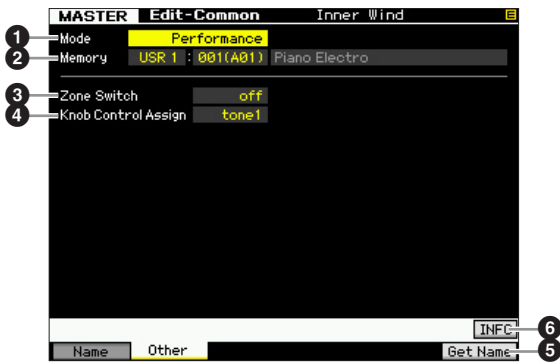 MASTER Edit-Common Inner Wind E
1 Mode Performance
2 Memory USR 1 : 001(A01) Piano Electro
3 Zone Switch off
4 Knob Control Assign tone1
INFO 6
Name Other Get Name 5